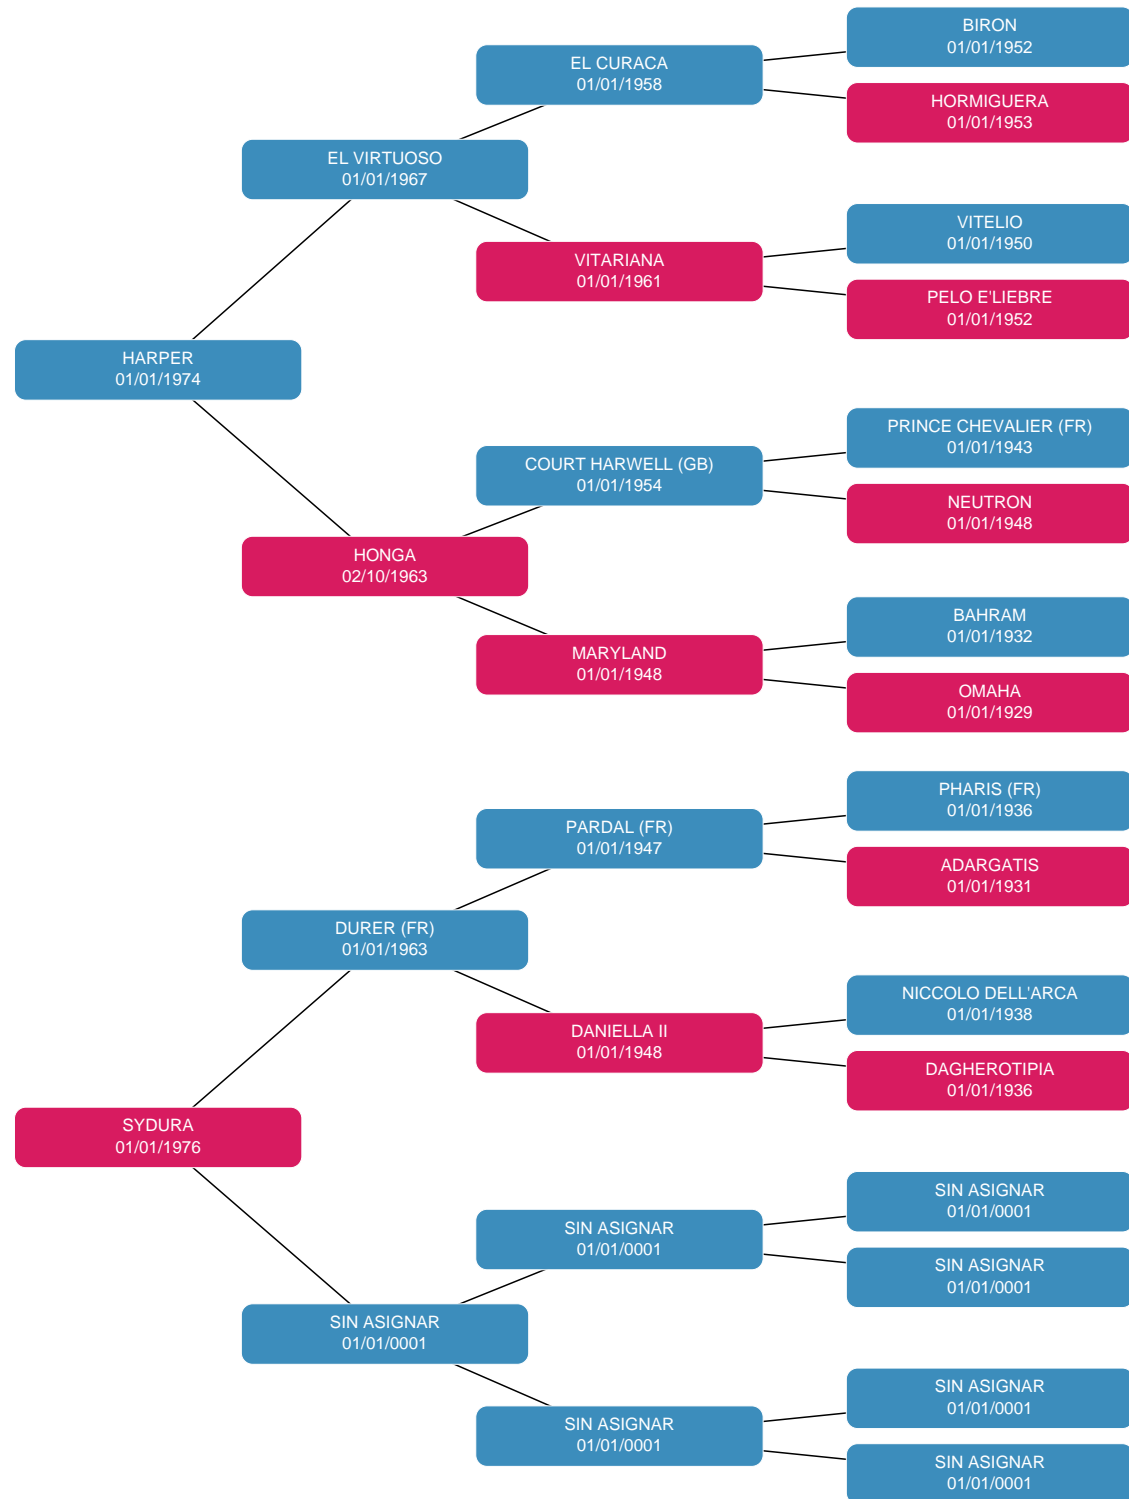 BIRON
01/01/1952
EL CURACA
01/01/1958
HORMIGUERA
01/01/1953
EL VIRTUOSO
01/01/1967
VITELIO
01/01/1950
VITARIANA
01/01/1961
PELO E'LIEBRE
01/01/1952
HARPER
01/01/1974
PRINCE CHEVALIER (FR)
01/01/1943
COURT HARWELL (GB)
01/01/1954
NEUTRON
01/01/1948
HONGA
02/10/1963
BAHRAM
01/01/1932
MARYLAND
01/01/1948
OMAHA
01/01/1929
PHARIS (FR)
01/01/1936
PARDAL (FR)
01/01/1947
ADARGATIS
01/01/1931
DURER (FR)
01/01/1963
NICCOLO DELL'ARCA
01/01/1938
DANIELLA II
01/01/1948
DAGHEROTIPIA
01/01/1936
SYDURA
01/01/1976
SIN ASIGNAR
01/01/0001
SIN ASIGNAR
01/01/0001
SIN ASIGNAR
01/01/0001
SIN ASIGNAR
01/01/0001
SIN ASIGNAR
01/01/0001
SIN ASIGNAR
01/01/0001
SIN ASIGNAR
01/01/0001